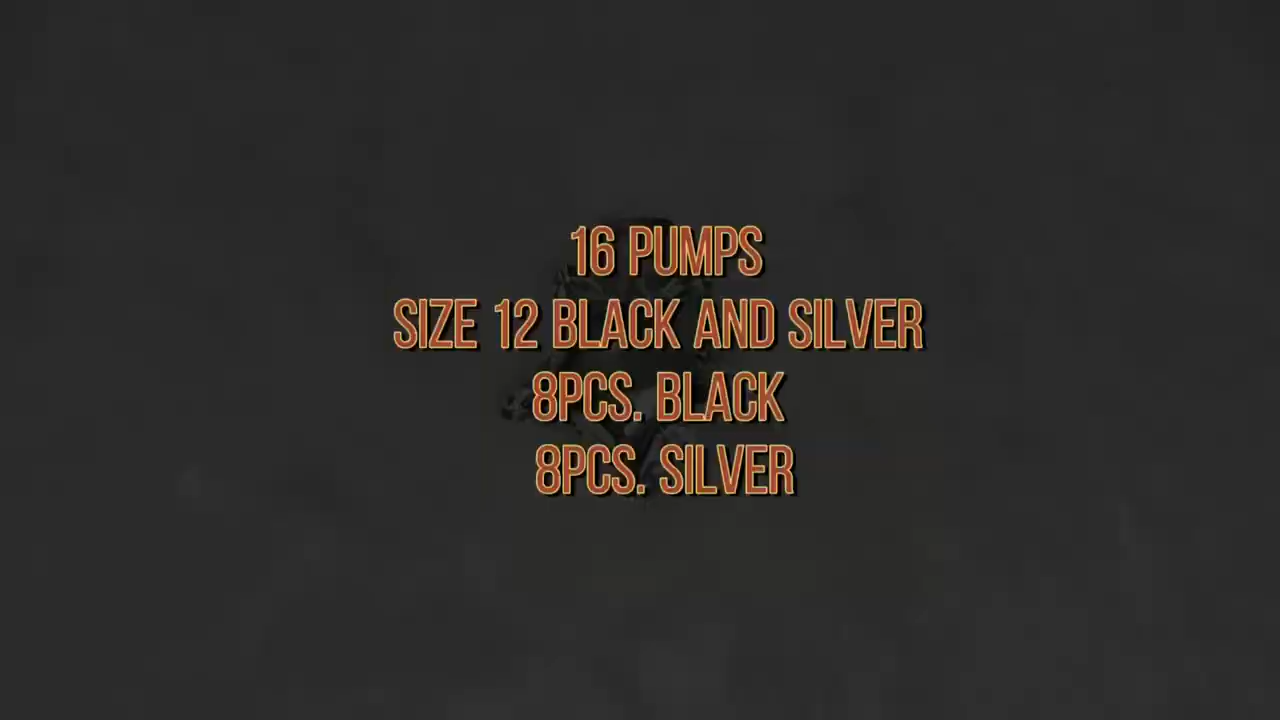 16 PUMPS
SIZE 12 BLACK AND SILVER
8PCS. BLACK
8PCS. SILVER